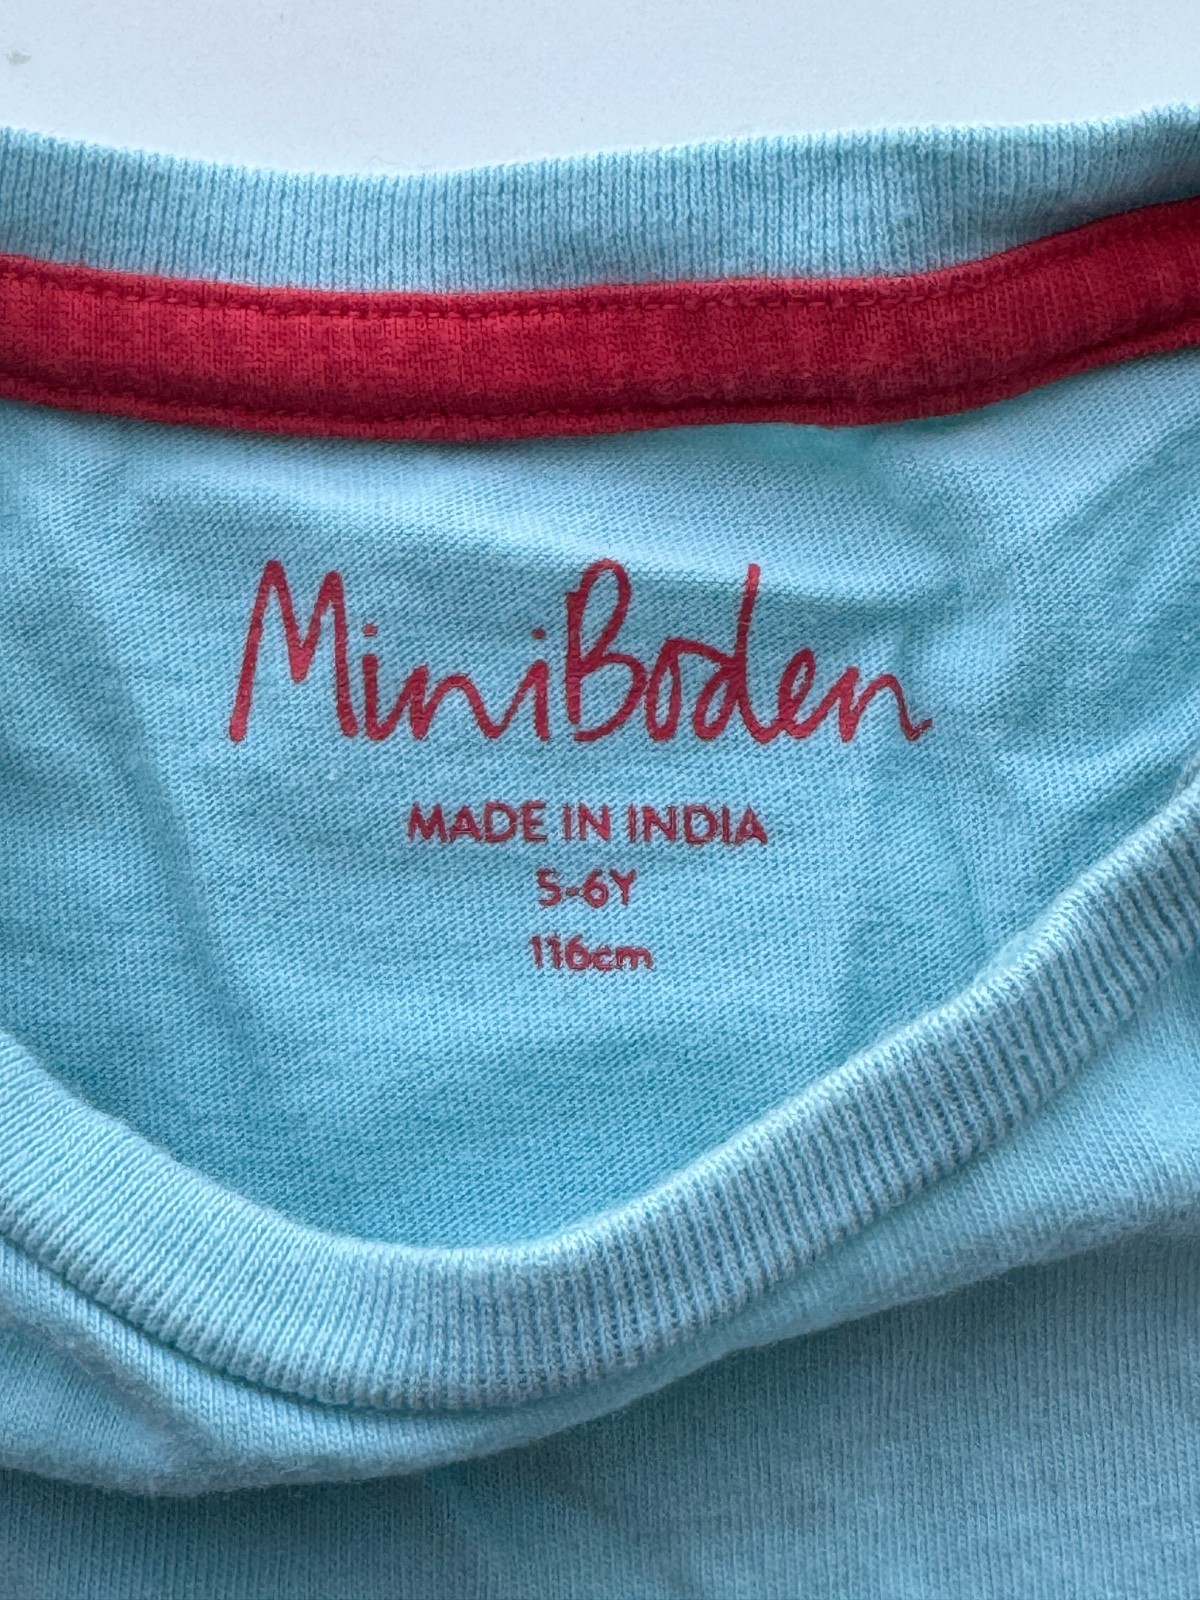 MiniBoden
MADE IN INDIA
5-6Y
116cm